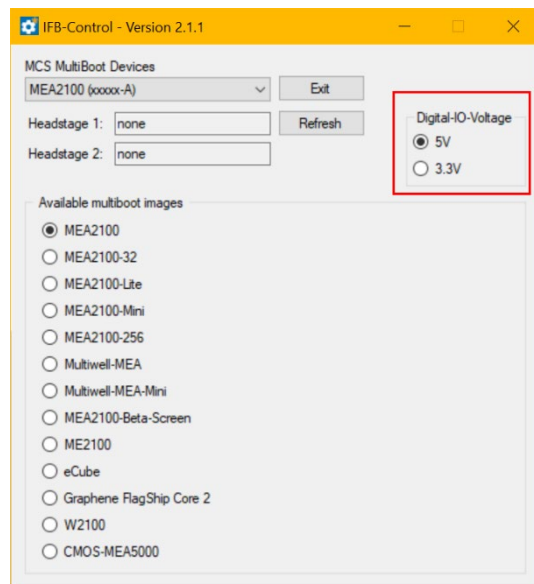 IFB-Control - Version 2.1.1
MCS MultiBoot Devices
MEA2100 (xxxxx-A)
Exit
Headstage 1: none
Refresh
Headstage 2: none
Digital-IO-Voltage
5V
3.3V
Available multiboot images
MEA2100
MEA2100-32
MEA2100-Lite
MEA2100-Mini
MEA2100-256
Multiwell-MEA
Multiwell-MEA-Mini
MEA2100-Beta-Screen
ME2100
eCube
Graphene FlagShip Core 2
W2100
CMOS-MEA5000